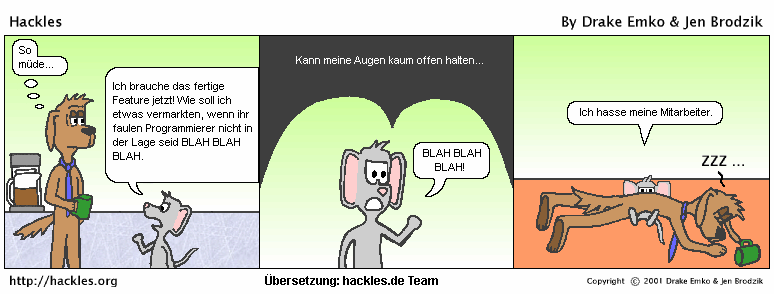 Hackles
By Drake Emko & Jen Brodzik
So
müde...
Ich brauche das fertige
Feature jetzt! Wie soll ich
etwas vermarkten, wenn ihr
faulen Programmierer nicht in
der Lage seid BLAH BLAH
BLAH.
Kann meine Augen kaum offen halten...
BLAH BLAH
BLAH!
Ich hasse meine Mitarbeiter.
ZZZ ...
http://hackles.org
Übersetzung: hackles.de Team
Copyright © 2001 Drake Emko & Jen Brodzik